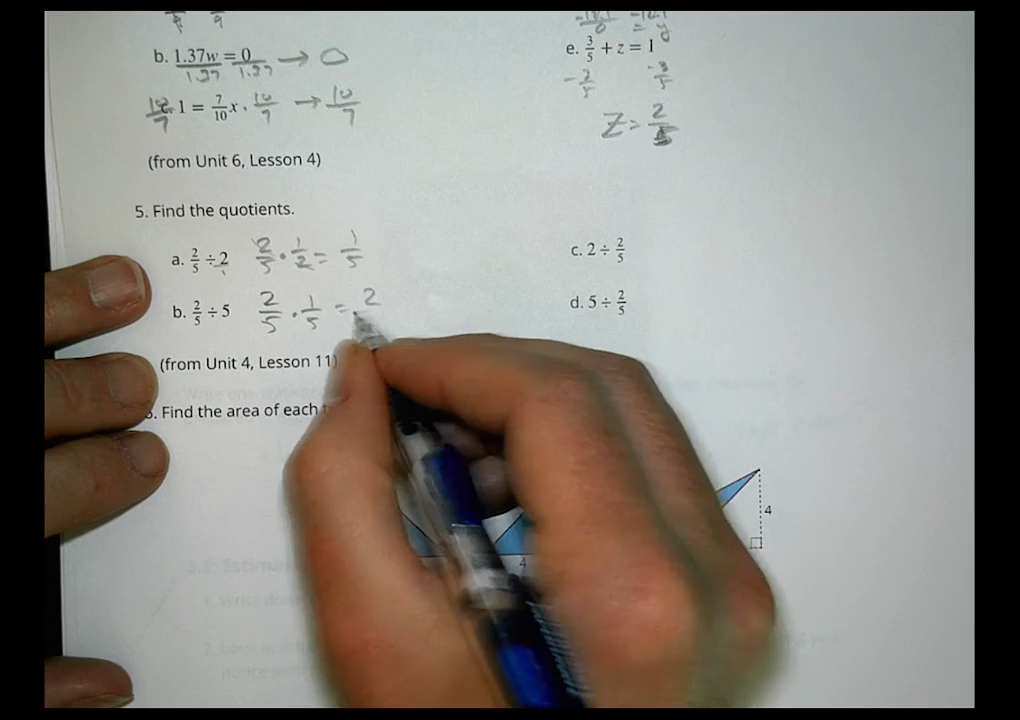 b. 1.37w = 0 → 0
1.37 1.37
e. 3/5 + z = 1
- 3/5 - 3/5
10/7 c. 1 = 7/10 x · 10/7 → 10/7
z = 2/5
(from Unit 6, Lesson 4)
5. Find the quotients.
a. 2/5 ÷ 2 2/5 · 1/2 = 1/5
c. 2 ÷ 2/5
b. 2/5 ÷ 5 2/5 · 1/5 = 2
d. 5 ÷ 2/5
(from Unit 4, Lesson 11)
6. Find the area of each
4
4